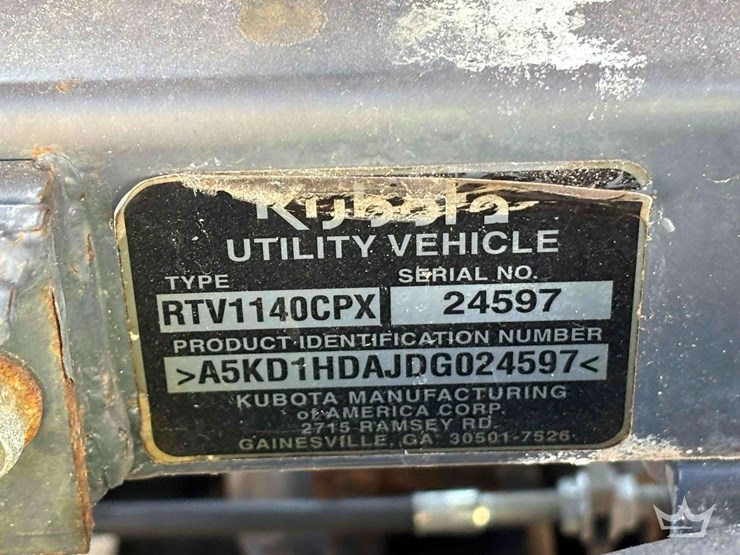 Kubota
UTILITY VEHICLE
TYPE SERIAL NO.
RTV1140CPX 24597
PRODUCT IDENTIFICATION NUMBER
>A5KD1HDAJDG024597<
KUBOTA MANUFACTURING
of AMERICA CORP.
2715 RAMSEY RD.
GAINESVILLE, GA 30501-7526